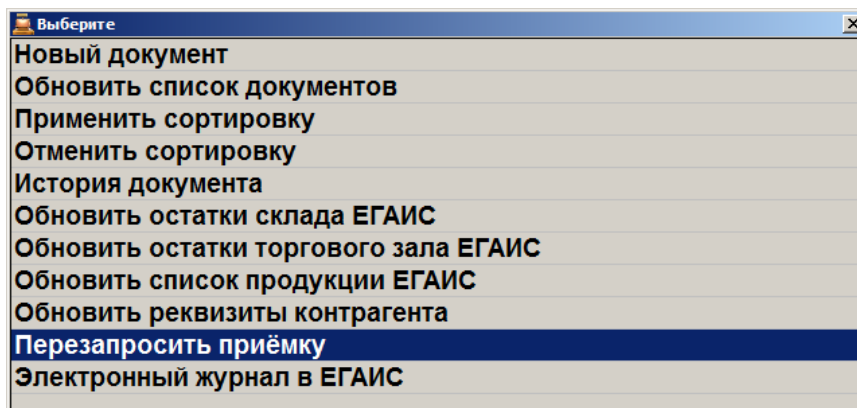 Выберите
Новый документ
Обновить список документов
Применить сортировку
Отменить сортировку
История документа
Обновить остатки склада ЕГАИС
Обновить остатки торгового зала ЕГАИС
Обновить список продукции ЕГАИС
Обновить реквизиты контрагента
Перезапросить приёмку
Электронный журнал в ЕГАИС